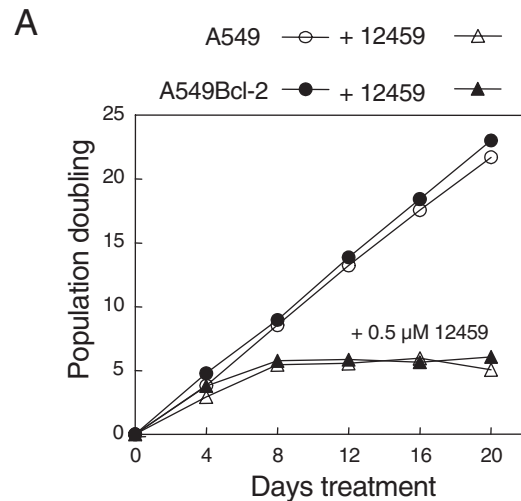 A
A549 + 12459
A549Bcl-2 + 12459
25
20
15
10
5
0
+ 0.5 µM 12459
Population doubling
0 4 8 12 16 20
Days treatment